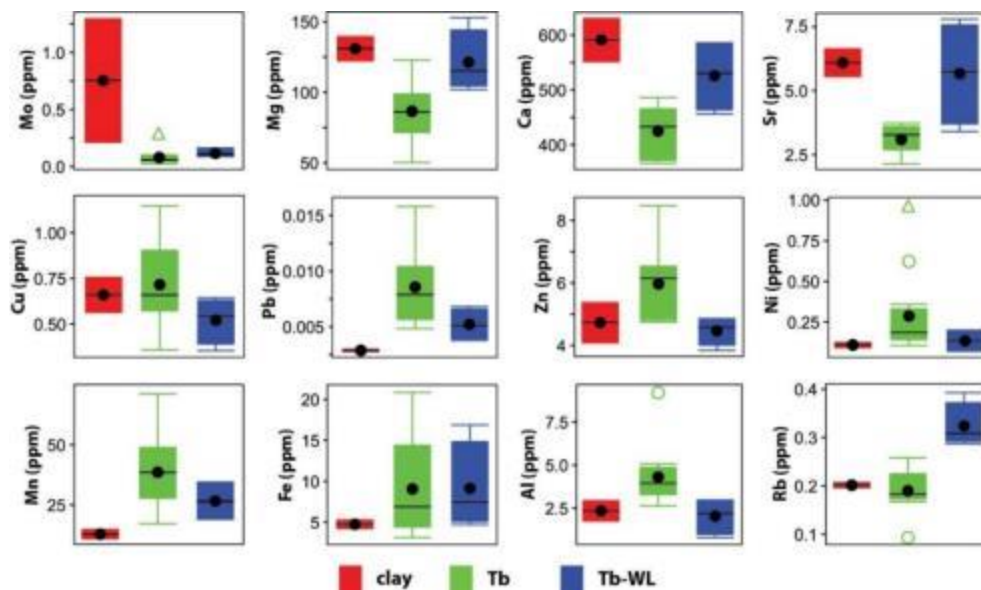 Mo (ppm)
1.0
0.5
0.0
Mg (ppm)
150
100
50
Ca (ppm)
600
500
400
Sr (ppm)
7.5
5.0
2.5
Cu (ppm)
1.00
0.75
0.50
Pb (ppm)
0.015
0.010
0.005
Zn (ppm)
8
6
4
Ni (ppm)
1.00
0.75
0.50
0.25
Mn (ppm)
50
25
Fe (ppm)
20
15
10
5
Al (ppm)
7.5
5.0
2.5
Rb (ppm)
0.4
0.3
0.2
0.1
clay Tb Tb-WL